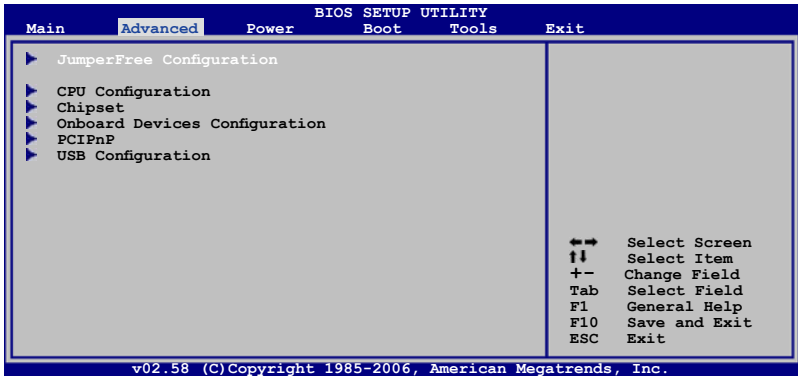 BIOS SETUP UTILITY
Main Advanced Power Boot Tools Exit
JumperFree Configuration
CPU Configuration
Chipset
Onboard Devices Configuration
PCIPnP
USB Configuration
←→ Select Screen
↑↓ Select Item
+- Change Field
Tab Select Field
F1 General Help
F10 Save and Exit
ESC Exit
v02.58 (C)Copyright 1985-2006, American Megatrends, Inc.